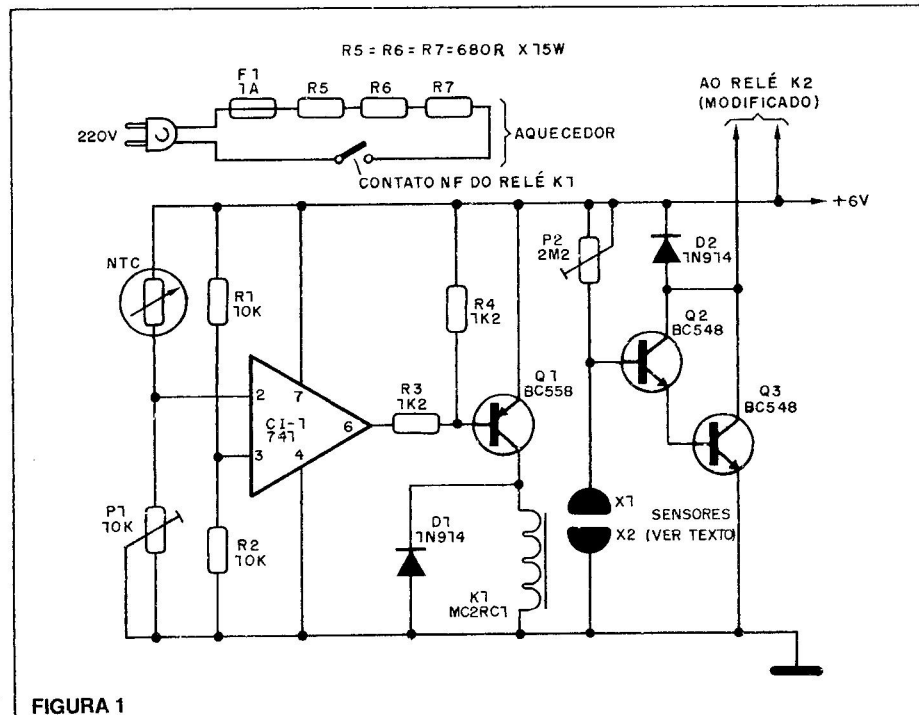 R5 = R6 = R7 = 680R X 15W
F1
1A
R5
R6
R7
220V
AQUECEDOR
CONTATO NF DO RELÉ K1
AO RELÉ K2
(MODIFICADO)
+6V
NTC
R1
10K
R4
1K2
P2
2M2
D2
1N914
Q2
BC548
Q1
BC558
Q3
BC548
R3
1K2
2
7
CI-1
741
6
3
4
P1
10K
R2
10K
D1
1N914
K1
MC2RC1
X1
X2
SENSORES
(VER TEXTO)
FIGURA 1